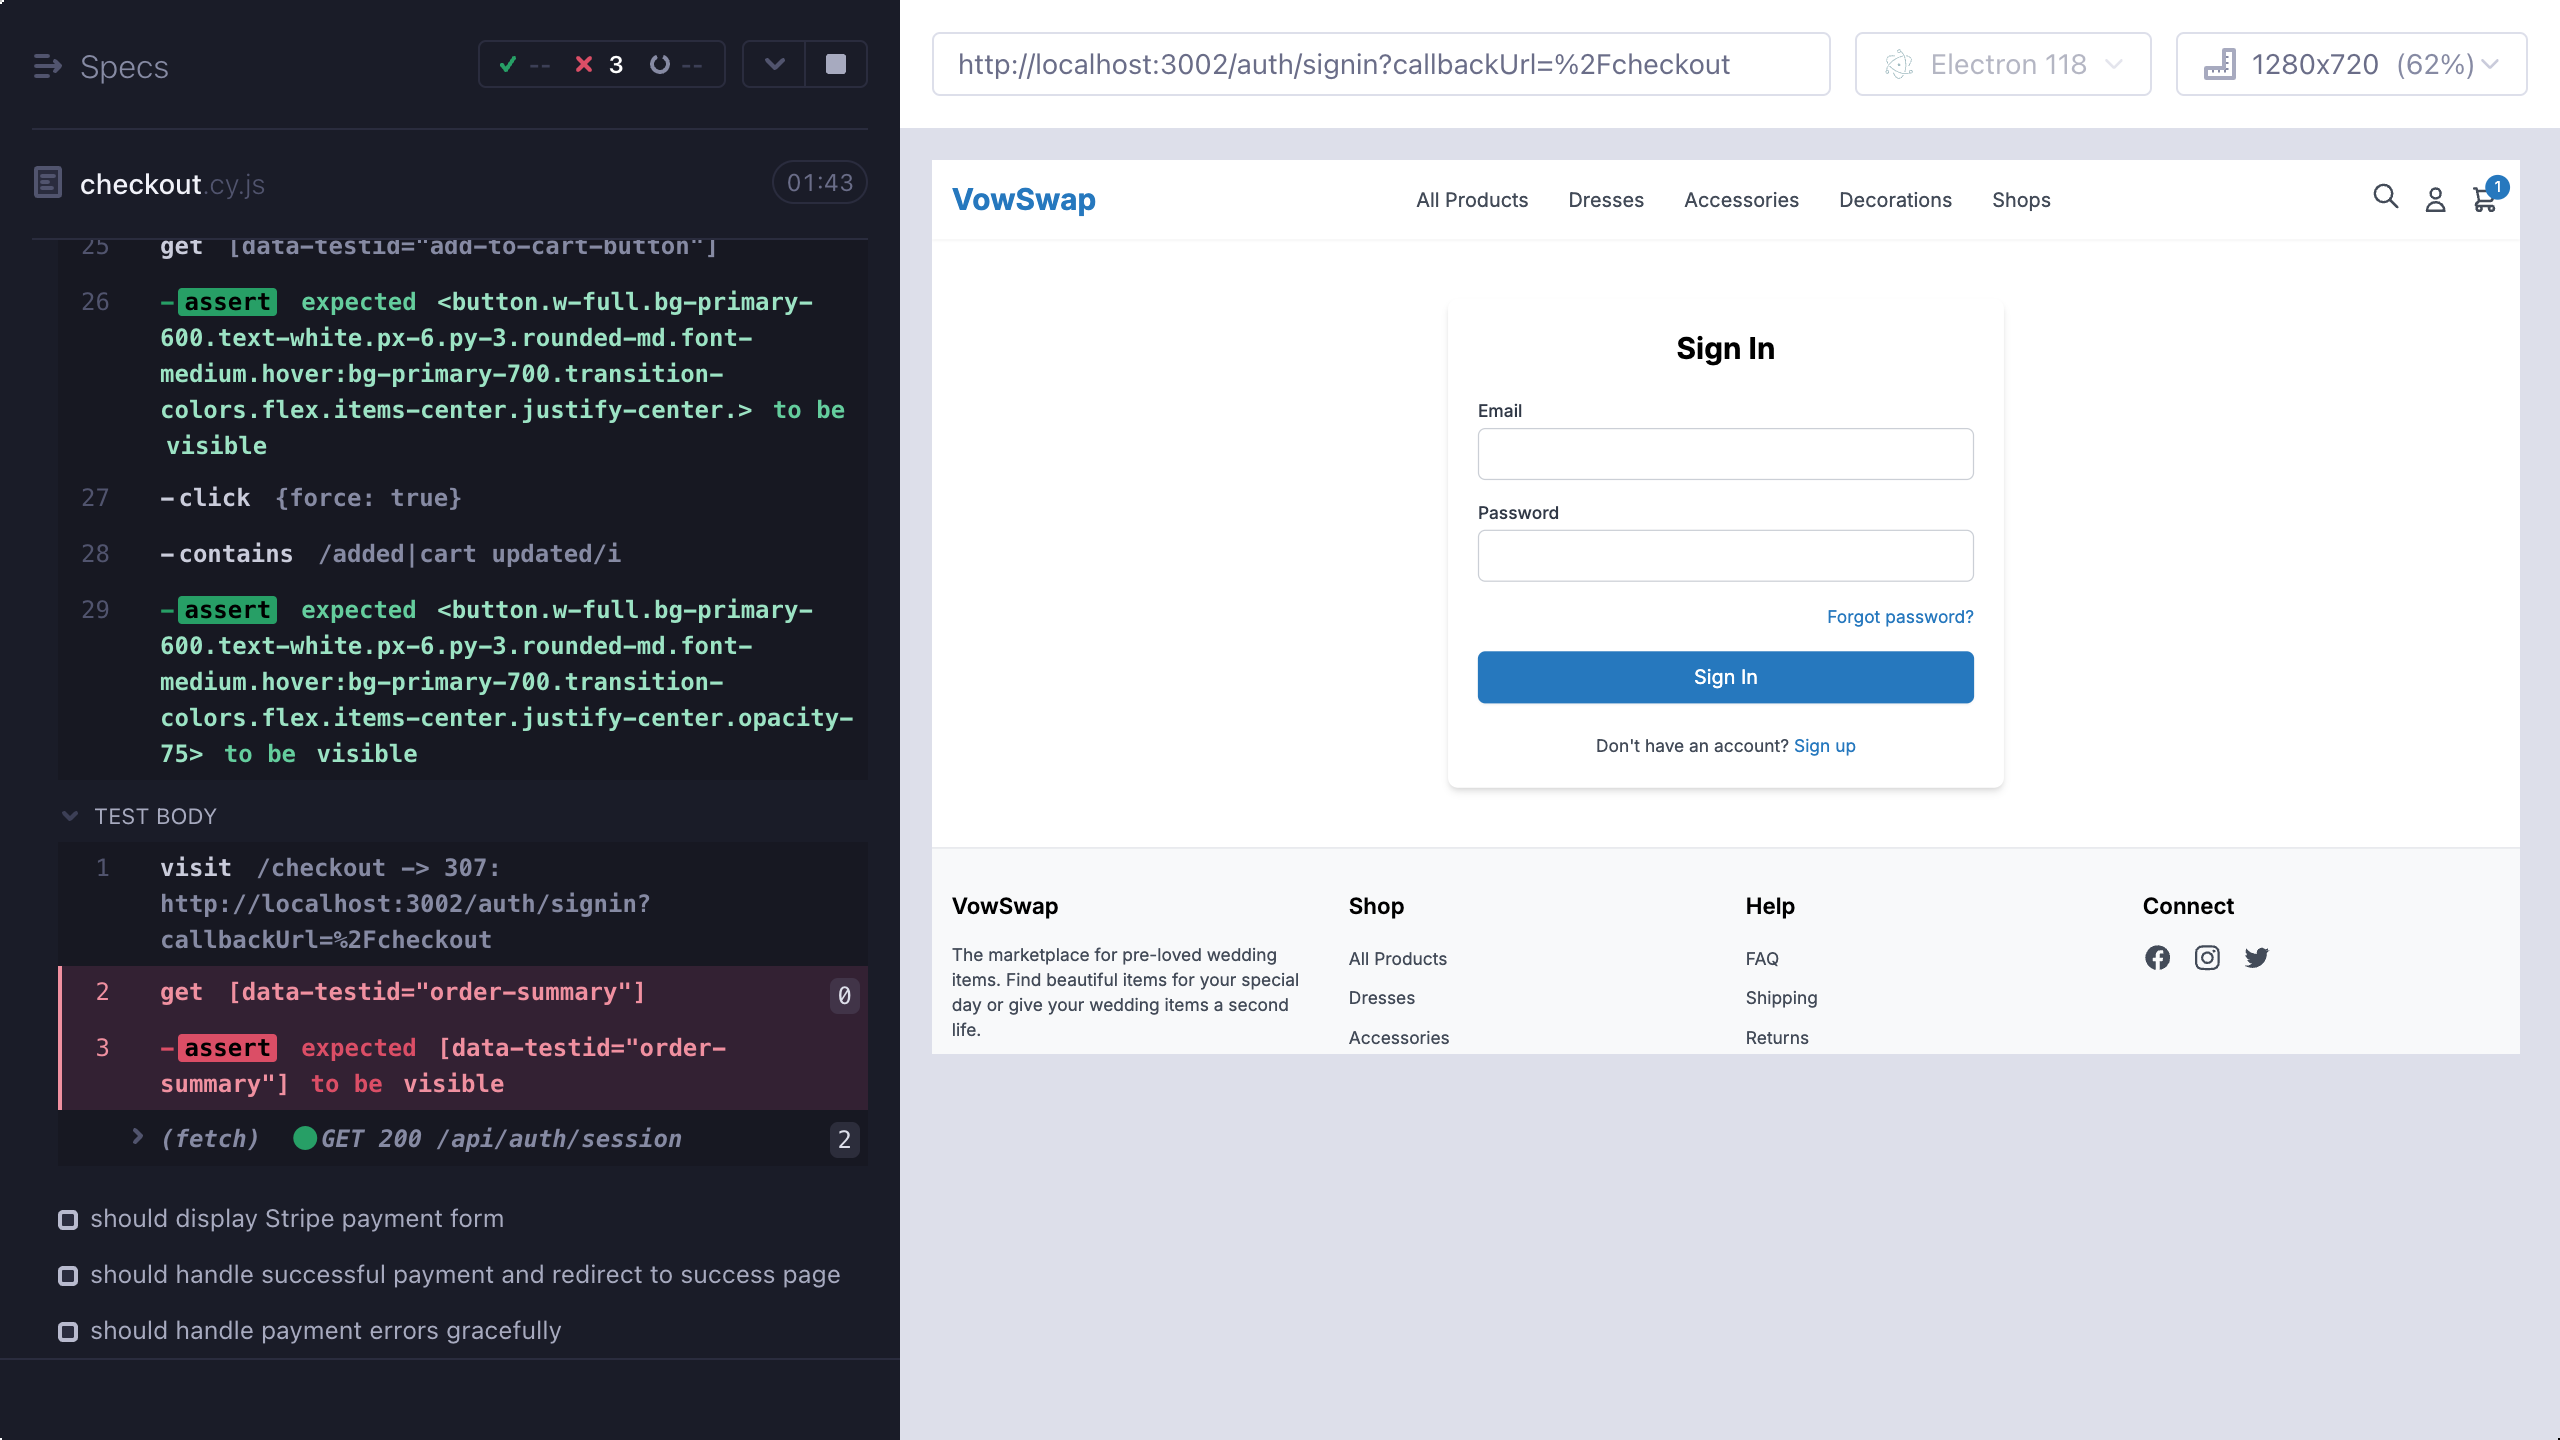 Specs
-- 3 --
checkout.cy.js
01:43
25 get [data-testid="add-to-cart-button"]
26 -assert expected <button.w-full.bg-primary-
600.text-white.px-6.py-3.rounded-md.font-
medium.hover:bg-primary-700.transition-
colors.flex.items-center.justify-center.> to be
visible
27 -click {force: true}
28 -contains /added|cart updated/i
29 -assert expected <button.w-full.bg-primary-
600.text-white.px-6.py-3.rounded-md.font-
medium.hover:bg-primary-700.transition-
colors.flex.items-center.justify-center.opacity-
75> to be visible
TEST BODY
1 visit /checkout -> 307:
http://localhost:3002/auth/signin?
callbackUrl=%2Fcheckout
2 get [data-testid="order-summary"] 0
3 -assert expected [data-testid="order-
summary"] to be visible
(fetch) GET 200 /api/auth/session 2
should display Stripe payment form
should handle successful payment and redirect to success page
should handle payment errors gracefully
http://localhost:3002/auth/signin?callbackUrl=%2Fcheckout
Electron 118
1280x720 (62%)
VowSwap
All Products
Dresses
Accessories
Decorations
Shops
1
Sign In
Email
Password
Forgot password?
Sign In
Don't have an account? Sign up
VowSwap
The marketplace for pre-loved wedding
items. Find beautiful items for your special
day or give your wedding items a second
life.
Shop
All Products
Dresses
Accessories
Help
FAQ
Shipping
Returns
Connect